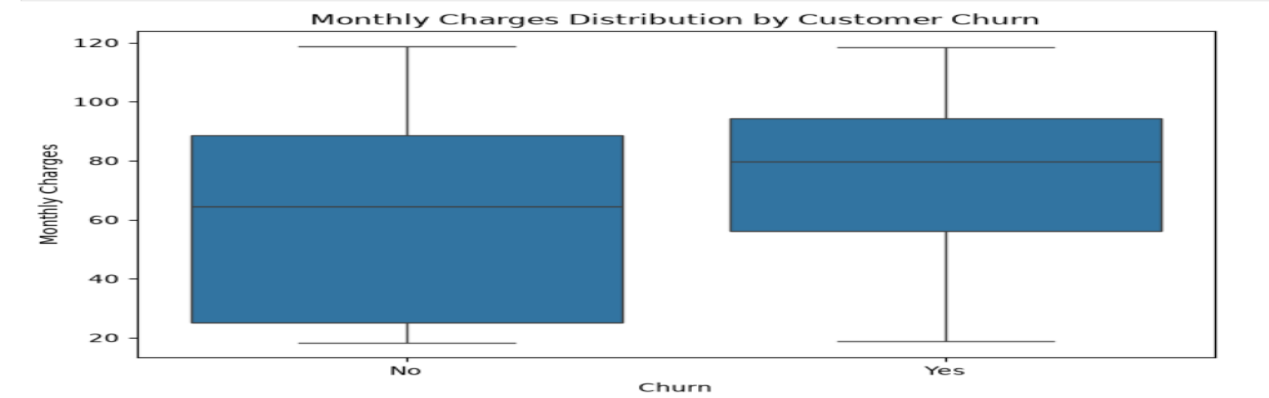 Monthly Charges Distribution by Customer Churn
120
100
80
60
40
20
Monthly Charges
No Yes
Churn